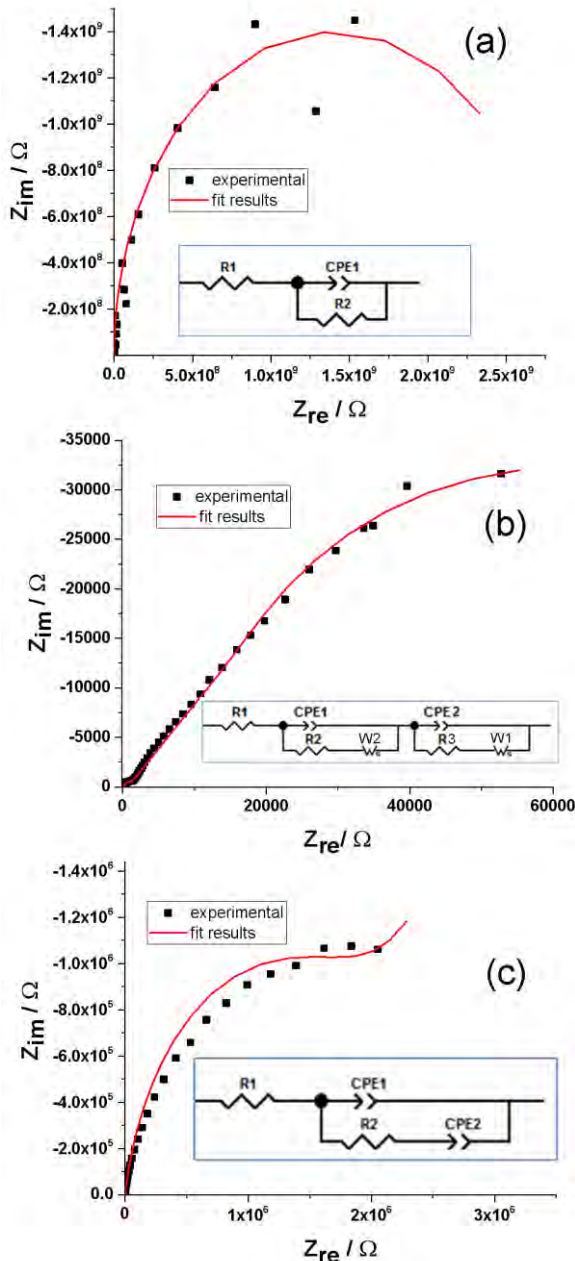 (a)
-1.4x10⁹
-1.2x10⁹
-1.0x10⁹
-8.0x10⁸
-6.0x10⁸
-4.0x10⁸
-2.0x10⁸
Zim / Ω
experimental
fit results
R1
CPE1
R2
0.0 5.0x10⁸ 1.0x10⁹ 1.5x10⁹ 2.0x10⁹ 2.5x10⁹
Zre / Ω
(b)
-35000
-30000
-25000
-20000
-15000
-10000
-5000
0
Zim / Ω
experimental
fit results
R1 CPE1 CPE2
R2 W2 R3 W1
0 20000 40000 60000
Zre / Ω
(c)
-1.4x10⁶
-1.2x10⁶
-1.0x10⁶
-8.0x10⁵
-6.0x10⁵
-4.0x10⁵
-2.0x10⁵
0.0
Zim / Ω
experimental
fit results
R1 CPE1
R2 CPE2
0 1x10⁶ 2x10⁶ 3x10⁶
Zre / Ω